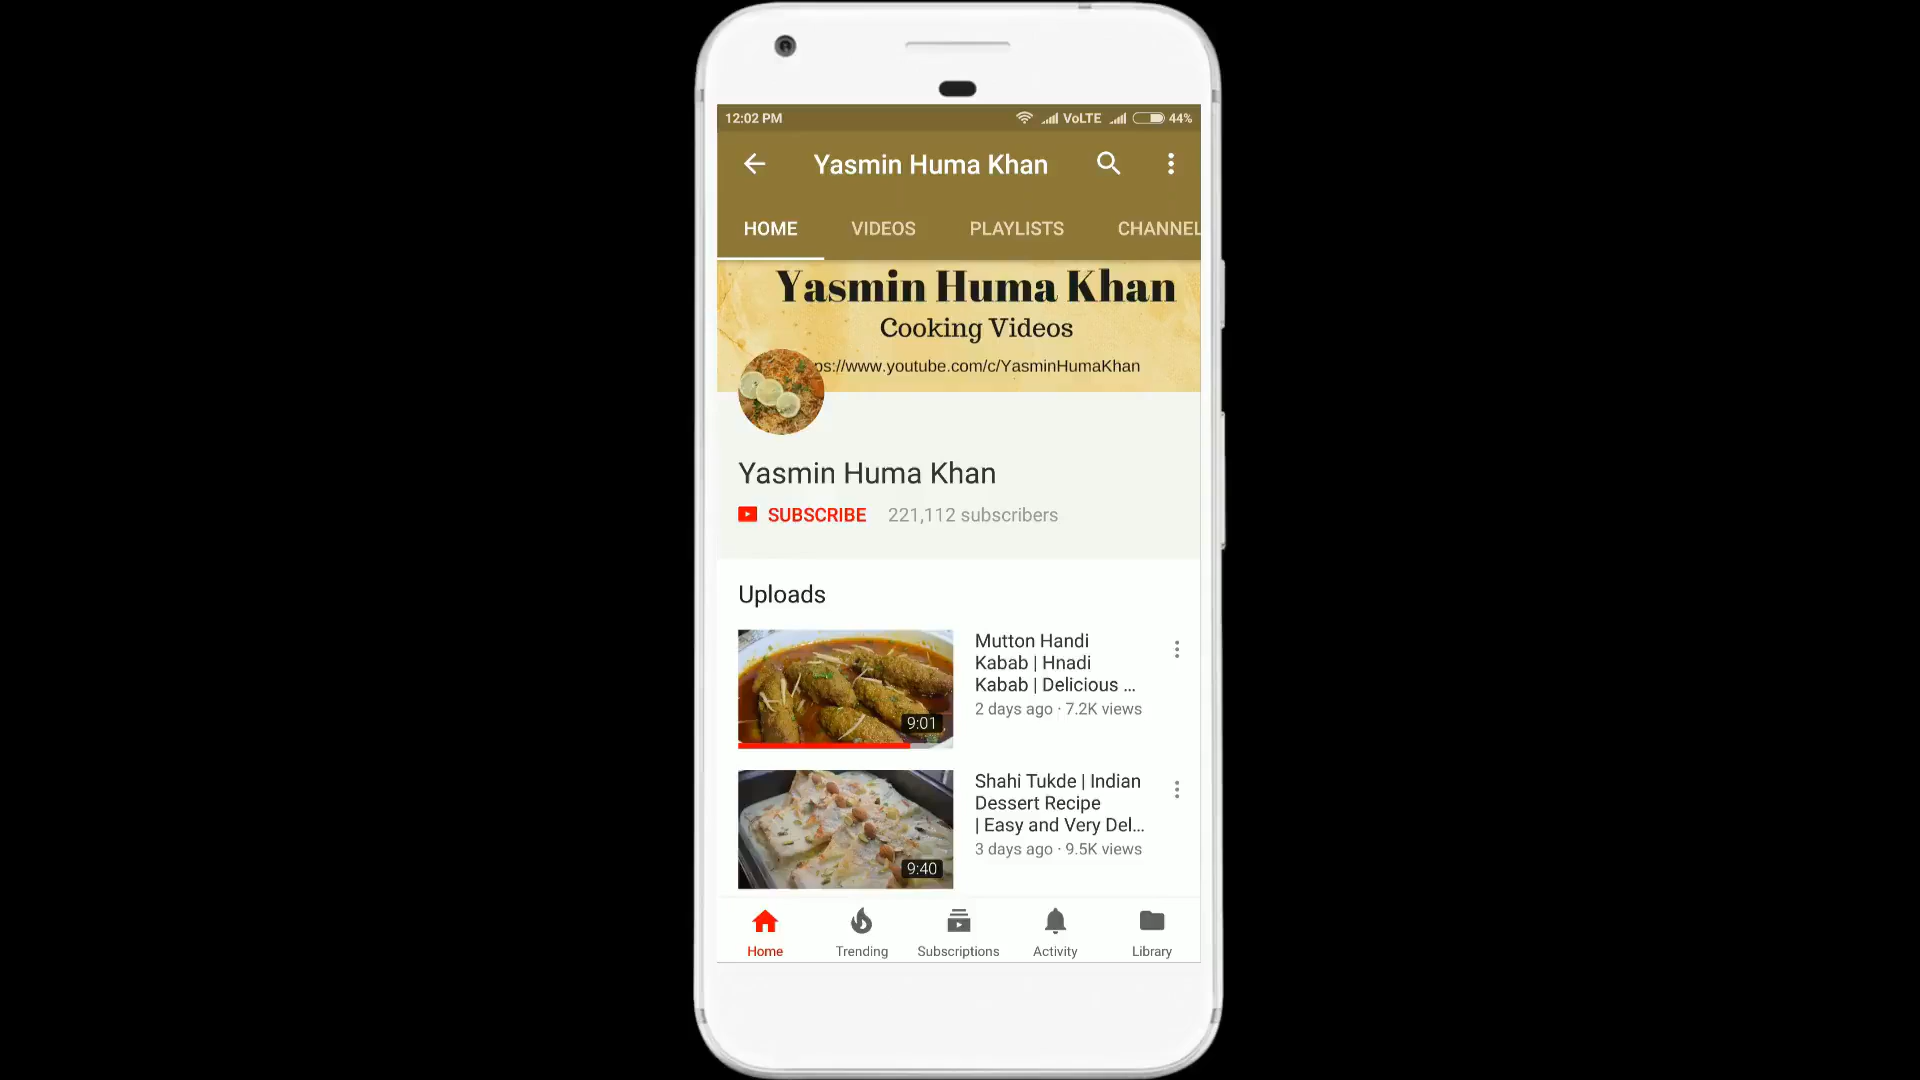 12:02 PM VoLTE 44%
Yasmin Huma Khan
HOME VIDEOS PLAYLISTS CHANNEL
Yasmin Huma Khan
Cooking Videos
ps://www.youtube.com/c/YasminHumaKhan
Yasmin Huma Khan
SUBSCRIBE 221,112 subscribers
Uploads
Mutton Handi
Kabab | Hnadi
Kabab | Delicious ...
2 days ago · 7.2K views
9:01
Shahi Tukde | Indian
Dessert Recipe
| Easy and Very Del...
3 days ago · 9.5K views
9:40
Home Trending Subscriptions Activity Library